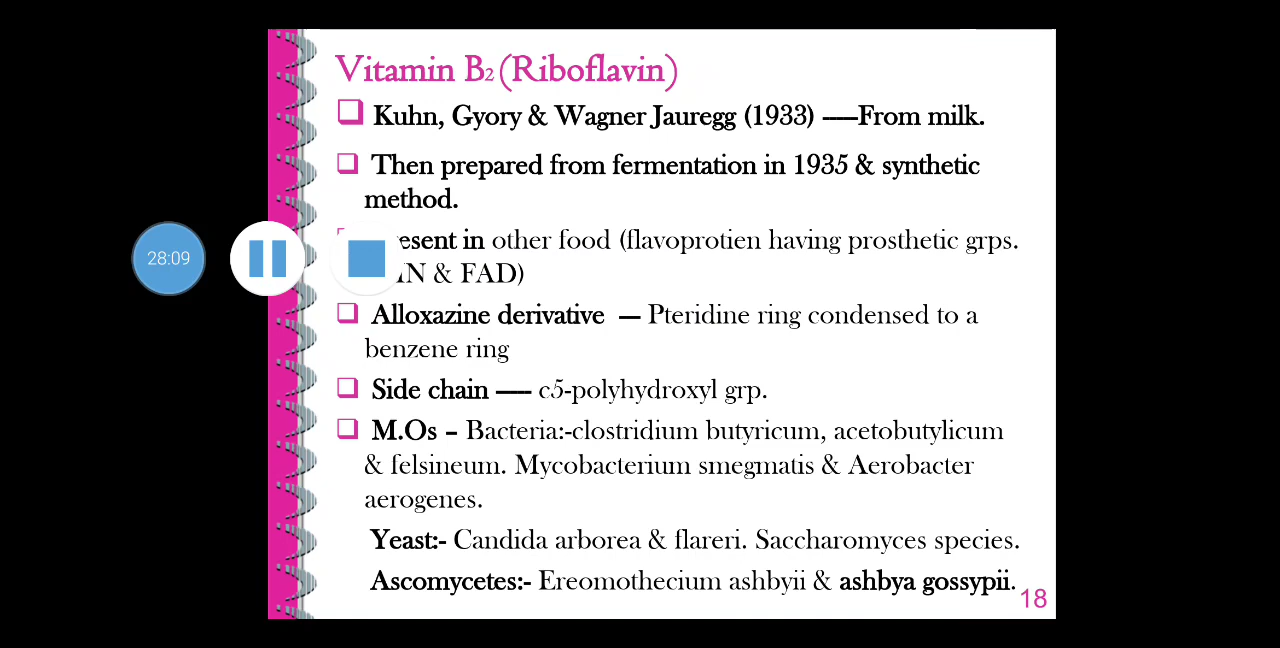 Vitamin B2 (Riboflavin)
❑ Kuhn, Gyory & Wagner Jauregg (1933) —–From milk.
❑ Then prepared from fermentation in 1935 & synthetic
method.
in other food (flavoprotien having prosthetic grps.
& FAD)
❑ Alloxazine derivative — Pteridine ring condensed to a
benzene ring
❑ Side chain —– c5-polyhydroxyl grp.
❑ M.Os – Bacteria:-clostridium butyricum, acetobutylicum
& felsineum. Mycobacterium smegmatis & Aerobacter
aerogenes.
Yeast:- Candida arborea & flareri. Saccharomyces species.
Ascomycetes:- Ereomothecium ashbyii & ashbya gossypii.
18
28:09